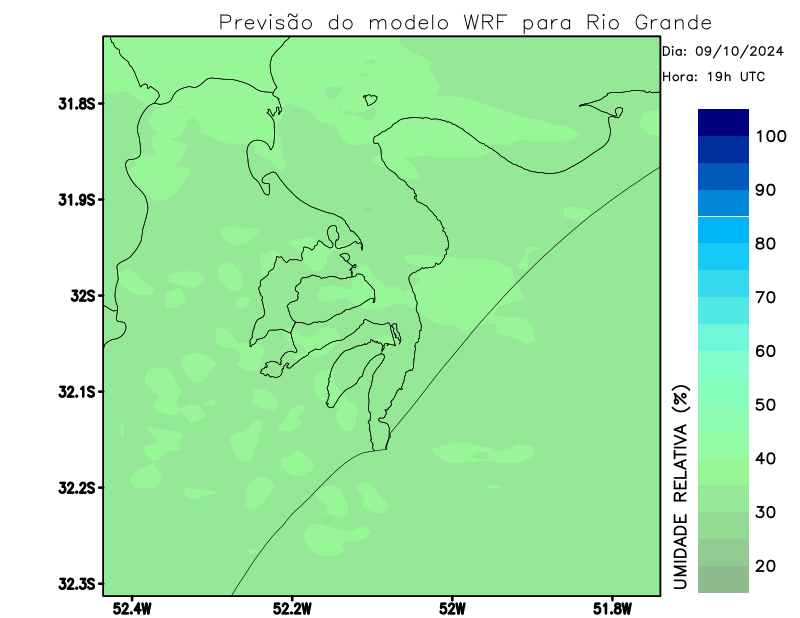 Previsão do modelo WRF para Rio Grande
Dia: 09/10/2024
Hora: 19h UTC
31.8S
31.9S
32S
32.1S
32.2S
32.3S
52.4W
52.2W
52W
51.8W
UMIDADE RELATIVA (%)
100
90
80
70
60
50
40
30
20